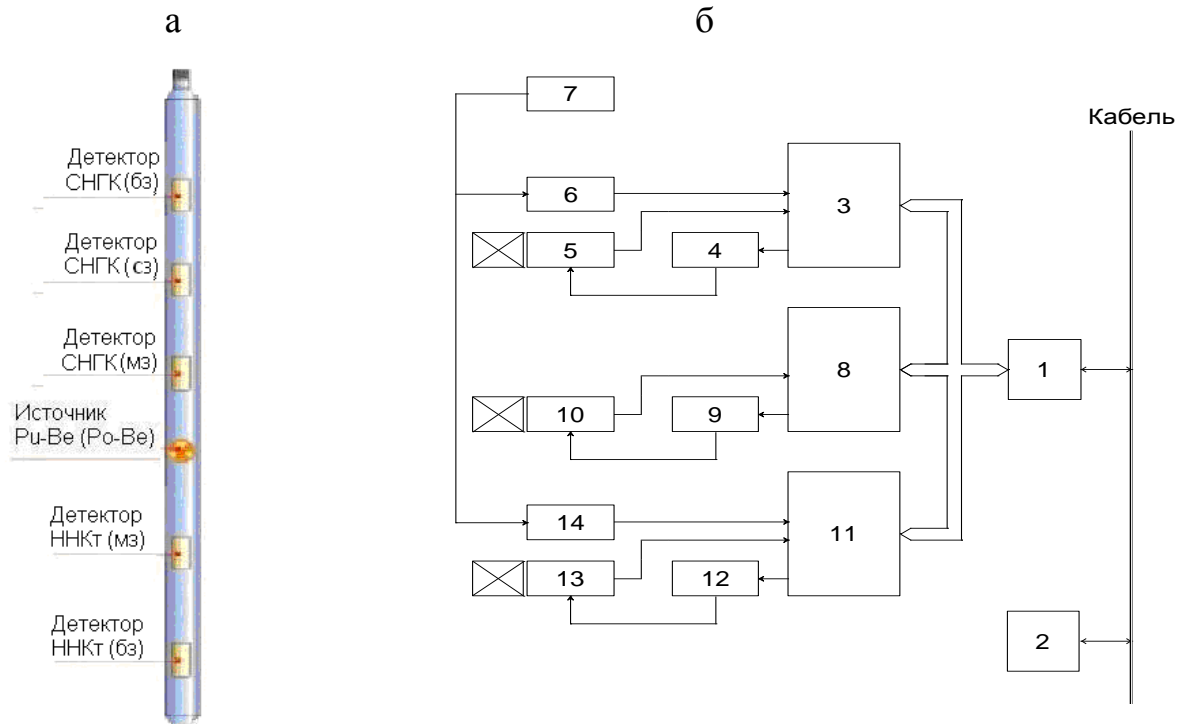 а
б
Детектор
СНГК(бз)
Детектор
СНГК(сз)
Детектор
СНГК(мз)
Источник
Pu-Be (Po-Be)
Детектор
ННКт (мз)
Детектор
ННКт (бз)
7
Кабель
6
3
5
4
8
1
10
9
14
11
13
12
2